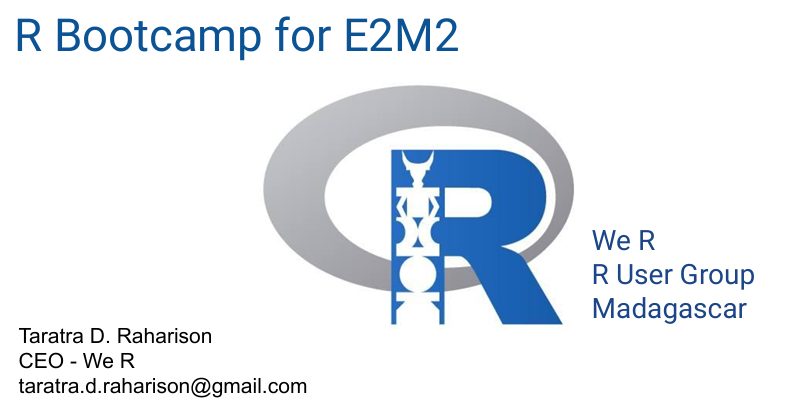 R Bootcamp for E2M2
R
We R
R User Group
Madagascar
Taratra D. Raharison
CEO - We R
taratra.d.raharison@gmail.com